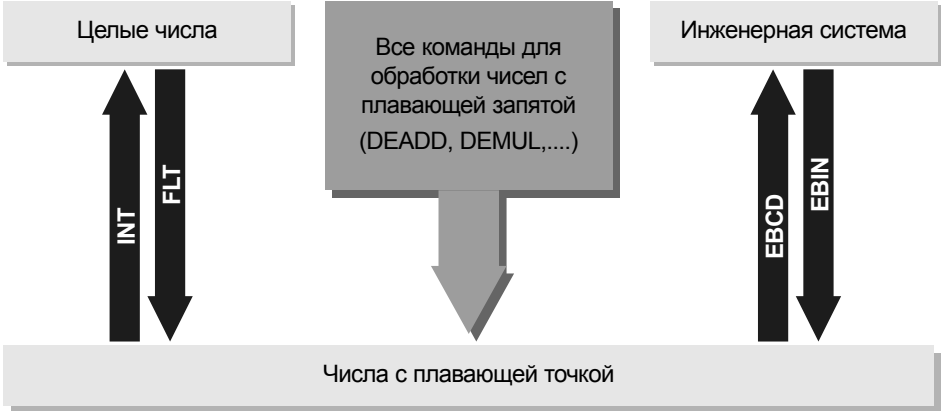 Целые числа
Все команды для
обработки чисел с
плавающей запятой
(DEADD, DEMUL,....)
Инженерная система
INT
FLT
EBCD
EBIN
Числа с плавающей точкой